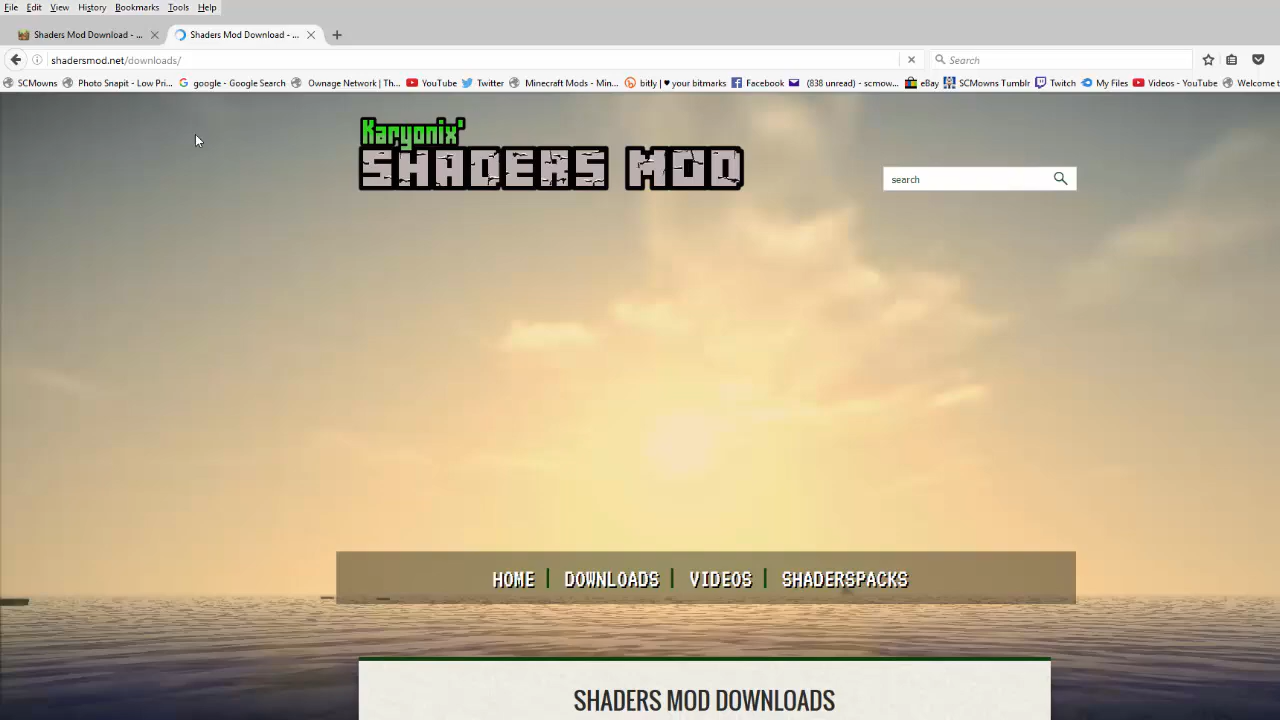 File Edit View History Bookmarks Tools Help
Shaders Mod Download - ... Shaders Mod Download - ...
shadersmod.net/downloads/ Search
SCMowns Photo Snapit - Low Pri... google - Google Search Ownage Network | Th... YouTube Twitter Minecraft Mods - Min... bitly | ♥ your bitmarks Facebook (838 unread) - scmow... eBay SCMowns Tumblr Twitch My Files Videos - YouTube Welcome t
Karyonix'
SHADERS MOD
search
HOME | DOWNLOADS | VIDEOS | SHADERSPACKS
SHADERS MOD DOWNLOADS